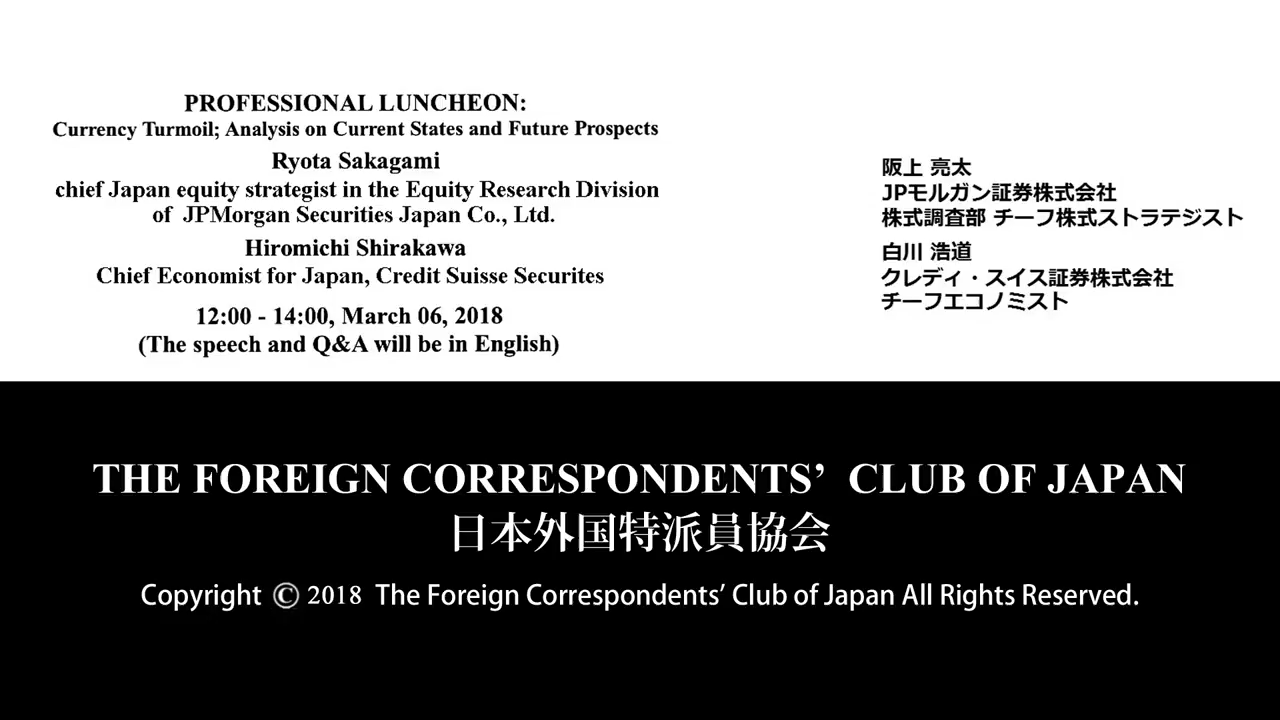 PROFESSIONAL LUNCHEON:
Currency Turmoil; Analysis on Current States and Future Prospects
Ryota Sakagami
chief Japan equity strategist in the Equity Research Division
of JPMorgan Securities Japan Co., Ltd.
Hiromichi Shirakawa
Chief Economist for Japan, Credit Suisse Securites
12:00 - 14:00, March 06, 2018
(The speech and Q&A will be in English)
阪上 亮太
JPモルガン証券株式会社
株式調査部 チーフ株式ストラテジスト
白川 浩道
クレディ・スイス証券株式会社
チーフエコノミスト
THE FOREIGN CORRESPONDENTS’ CLUB OF JAPAN
日本外国特派員協会
Copyright © 2018 The Foreign Correspondents’ Club of Japan All Rights Reserved.